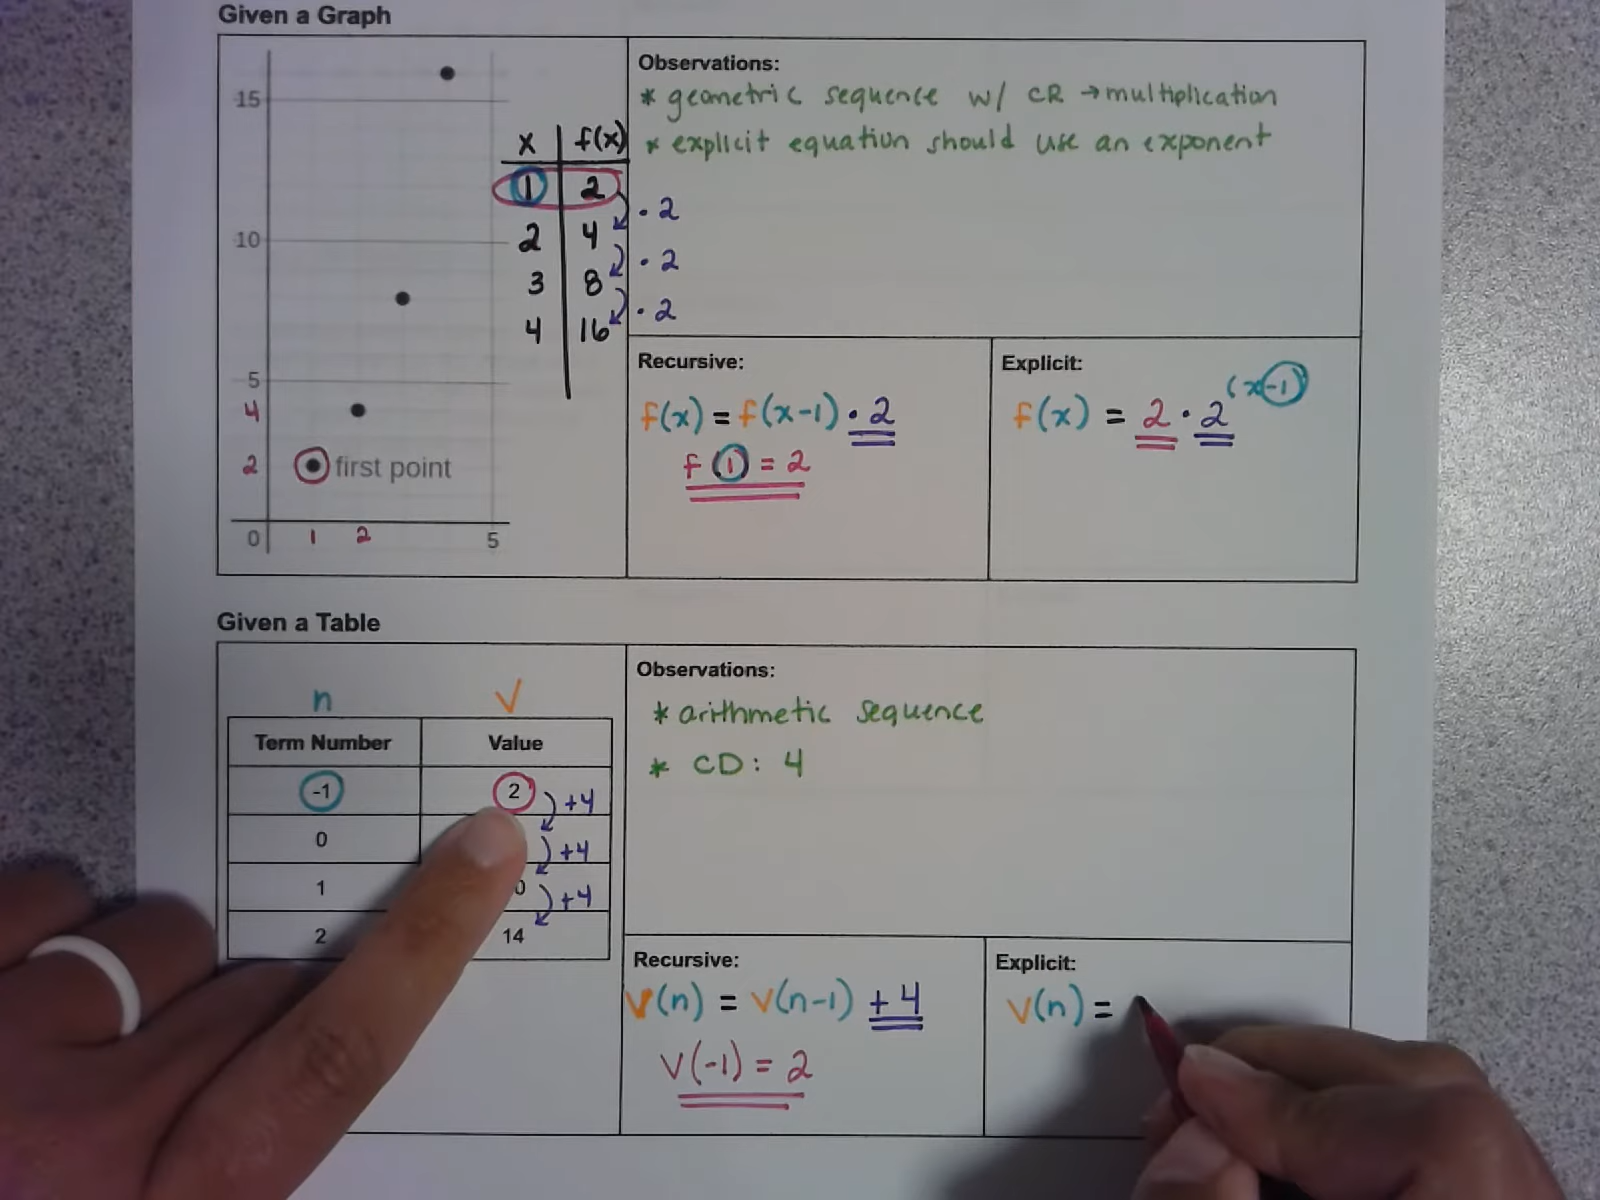 Given a Graph
15
10
5
4
2
first point
0 1 2 5
x f(x)
1 2
2 4
3 8
4 16
· 2
· 2
· 2
Observations:
* geometric sequence w/ CR → multiplication
* explicit equation should use an exponent
Recursive:
f(x) = f(x-1) · 2
f(1) = 2
Explicit:
f(x) = 2 · 2^(x-1)
Given a Table
n V
Term Number Value
-1 2
0
1 0
2 14
+4
+4
+4
Observations:
* arithmetic sequence
* CD: 4
Recursive:
V(n) = V(n-1) + 4
V(-1) = 2
Explicit:
V(n) =